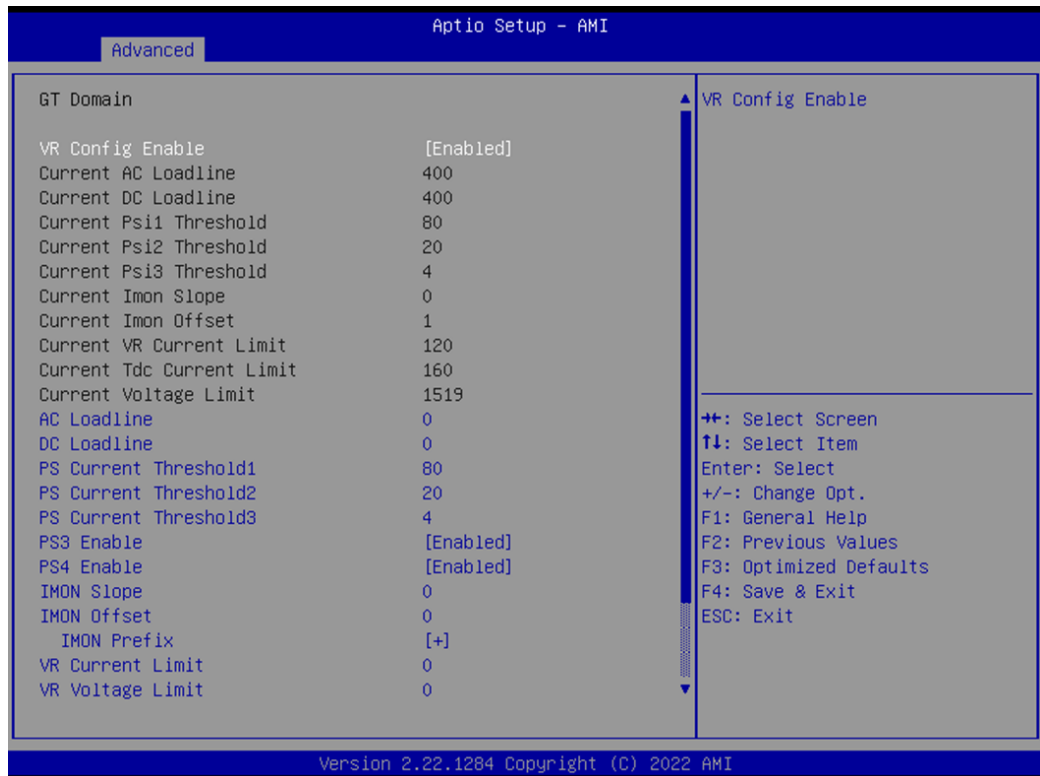 Aptio Setup – AMI
Advanced
GT Domain
VR Config Enable [Enabled]
Current AC Loadline 400
Current DC Loadline 400
Current Psi1 Threshold 80
Current Psi2 Threshold 20
Current Psi3 Threshold 4
Current Imon Slope 0
Current Imon Offset 1
Current VR Current Limit 120
Current Tdc Current Limit 160
Current Voltage Limit 1519
AC Loadline 0
DC Loadline 0
PS Current Threshold1 80
PS Current Threshold2 20
PS Current Threshold3 4
PS3 Enable [Enabled]
PS4 Enable [Enabled]
IMON Slope 0
IMON Offset 0
IMON Prefix [+]
VR Current Limit 0
VR Voltage Limit 0
VR Config Enable
→←: Select Screen
↑↓: Select Item
Enter: Select
+/-: Change Opt.
F1: General Help
F2: Previous Values
F3: Optimized Defaults
F4: Save & Exit
ESC: Exit
Version 2.22.1284 Copyright (C) 2022 AMI